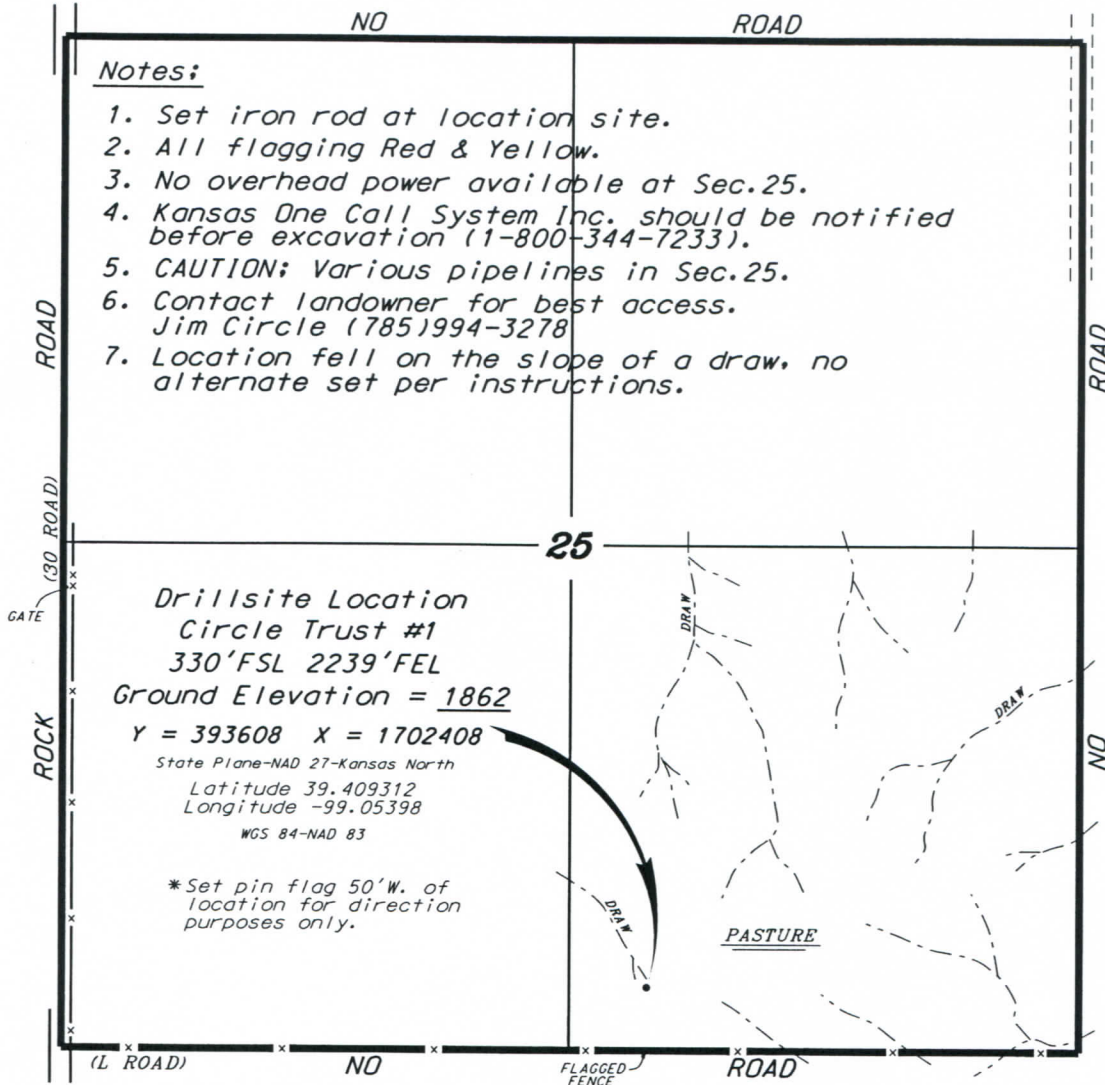 NO ROAD
Notes:
1. Set iron rod at location site.
2. All flagging Red & Yellow.
3. No overhead power available at Sec.25.
4. Kansas One Call System Inc. should be notified
before excavation (1-800-344-7233).
5. CAUTION: Various pipelines in Sec.25.
6. Contact landowner for best access.
Jim Circle (785)994-3278
7. Location fell on the slope of a draw, no
alternate set per instructions.
ROAD
ROAD
(30 ROAD)
25
GATE
Drillsite Location
Circle Trust #1
330'FSL 2239'FEL
Ground Elevation = 1862
Y = 393608 X = 1702408
State Plane-NAD 27-Kansas North
Latitude 39.409312
Longitude -99.05398
WGS 84-NAD 83
*Set pin flag 50'W. of
location for direction
purposes only.
ROCK
DRAW
DRAW
NO
DRAW
PASTURE
(L ROAD) NO ROAD
FLAGGED
FENCE